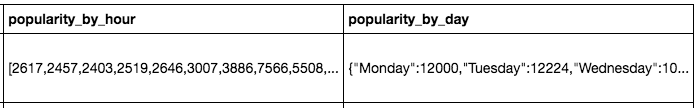 popularity_by_hour popularity_by_day
[2617,2457,2403,2519,2646,3007,3886,7566,5508,... {"Monday":12000,"Tuesday":12224,"Wednesday":10...